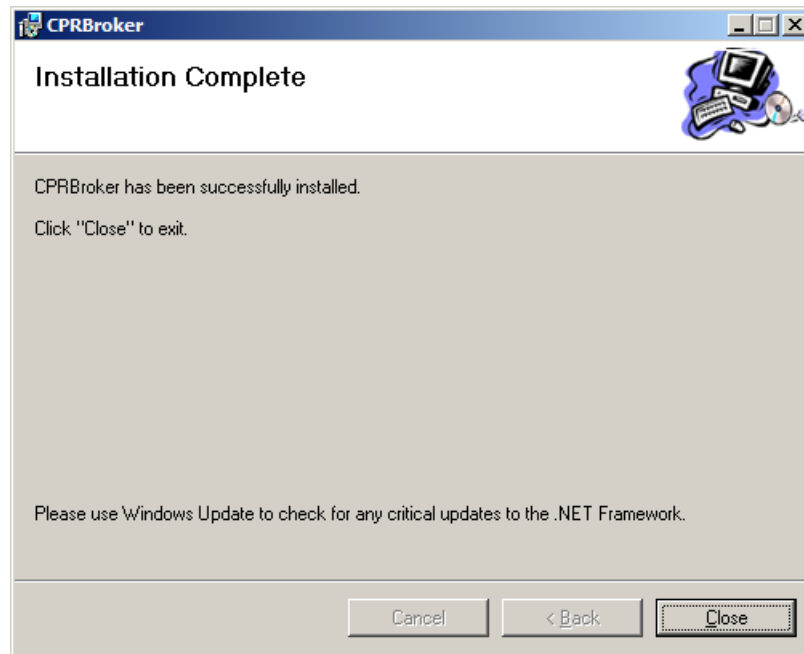 CPRBroker
Installation Complete
CPRBroker has been successfully installed.
Click "Close" to exit.
Please use Windows Update to check for any critical updates to the .NET Framework.
Cancel
< Back
Close